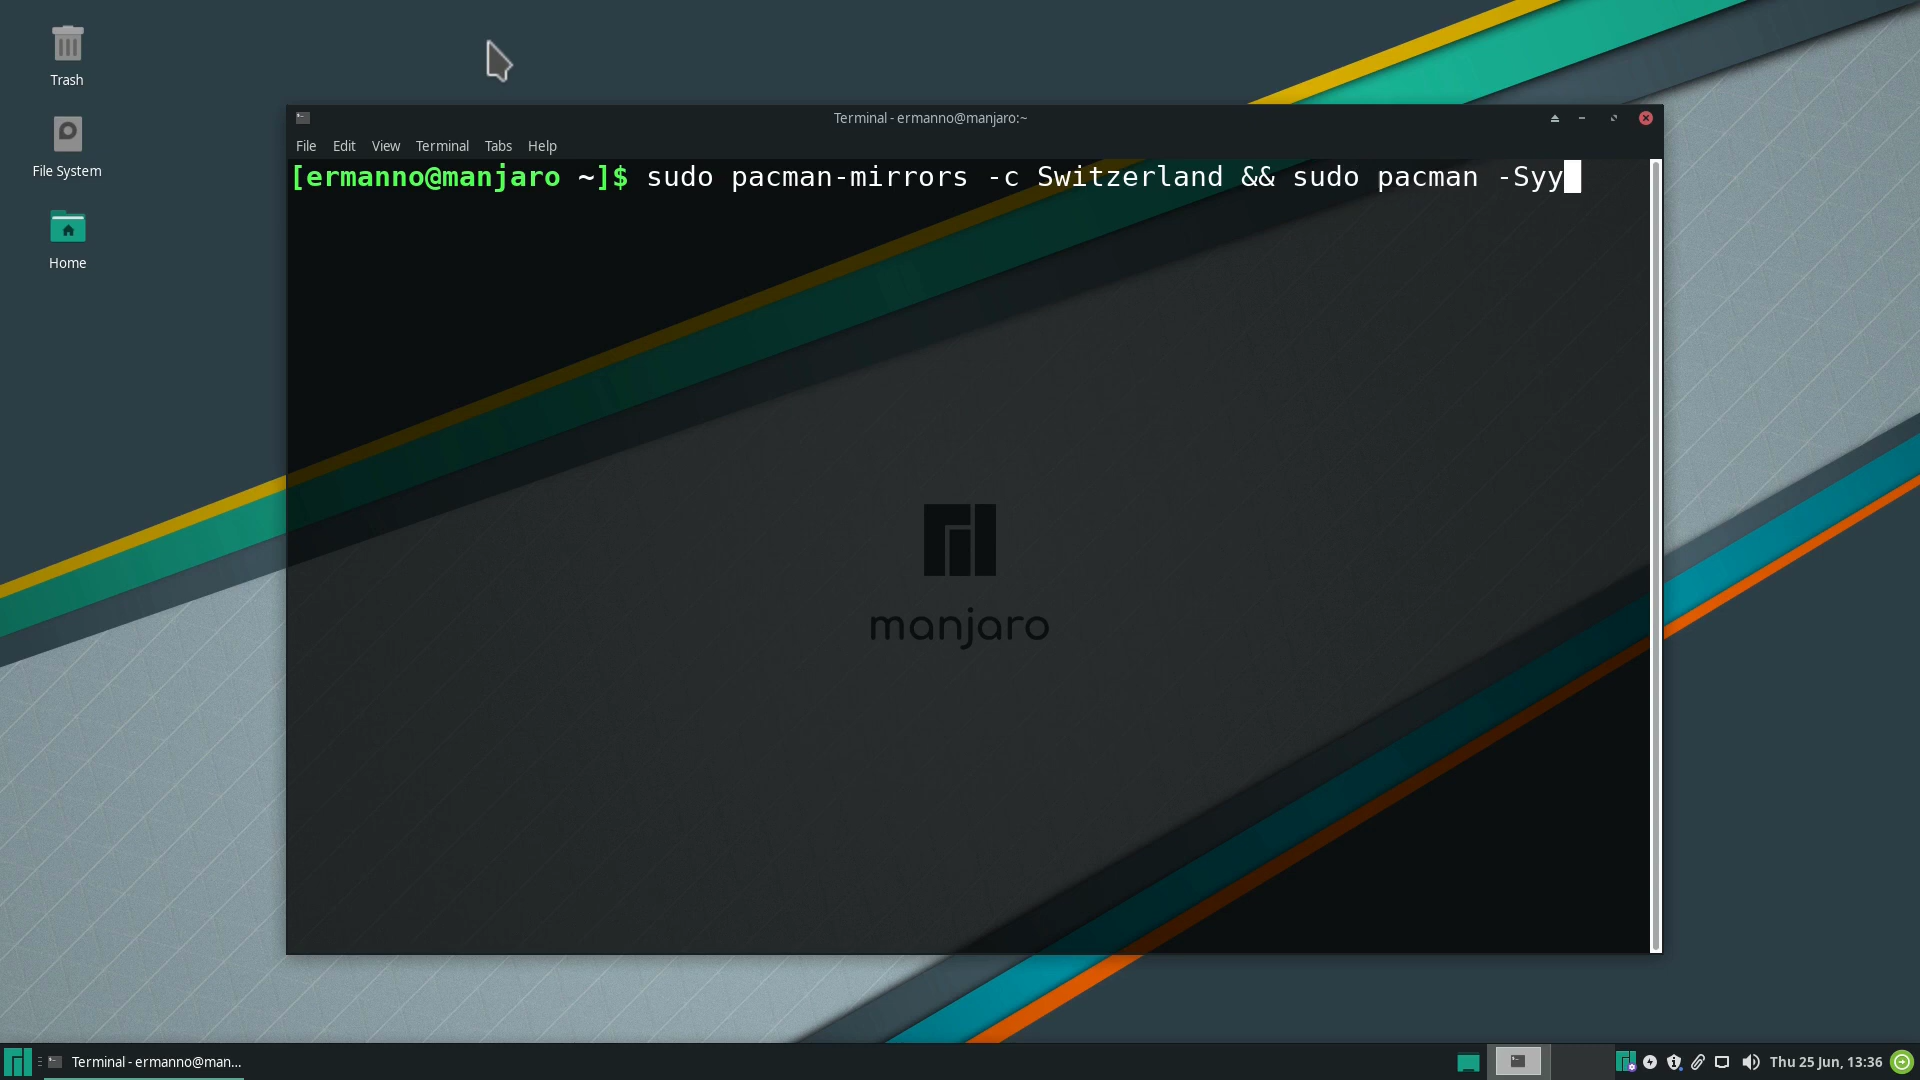 Trash
File System
Home
Terminal - ermanno@manjaro:~
File Edit View Terminal Tabs Help
[ermanno@manjaro ~]$ sudo pacman-mirrors -c Switzerland && sudo pacman -Syy
manjaro
Terminal - ermanno@man...
Thu 25 Jun, 13:36